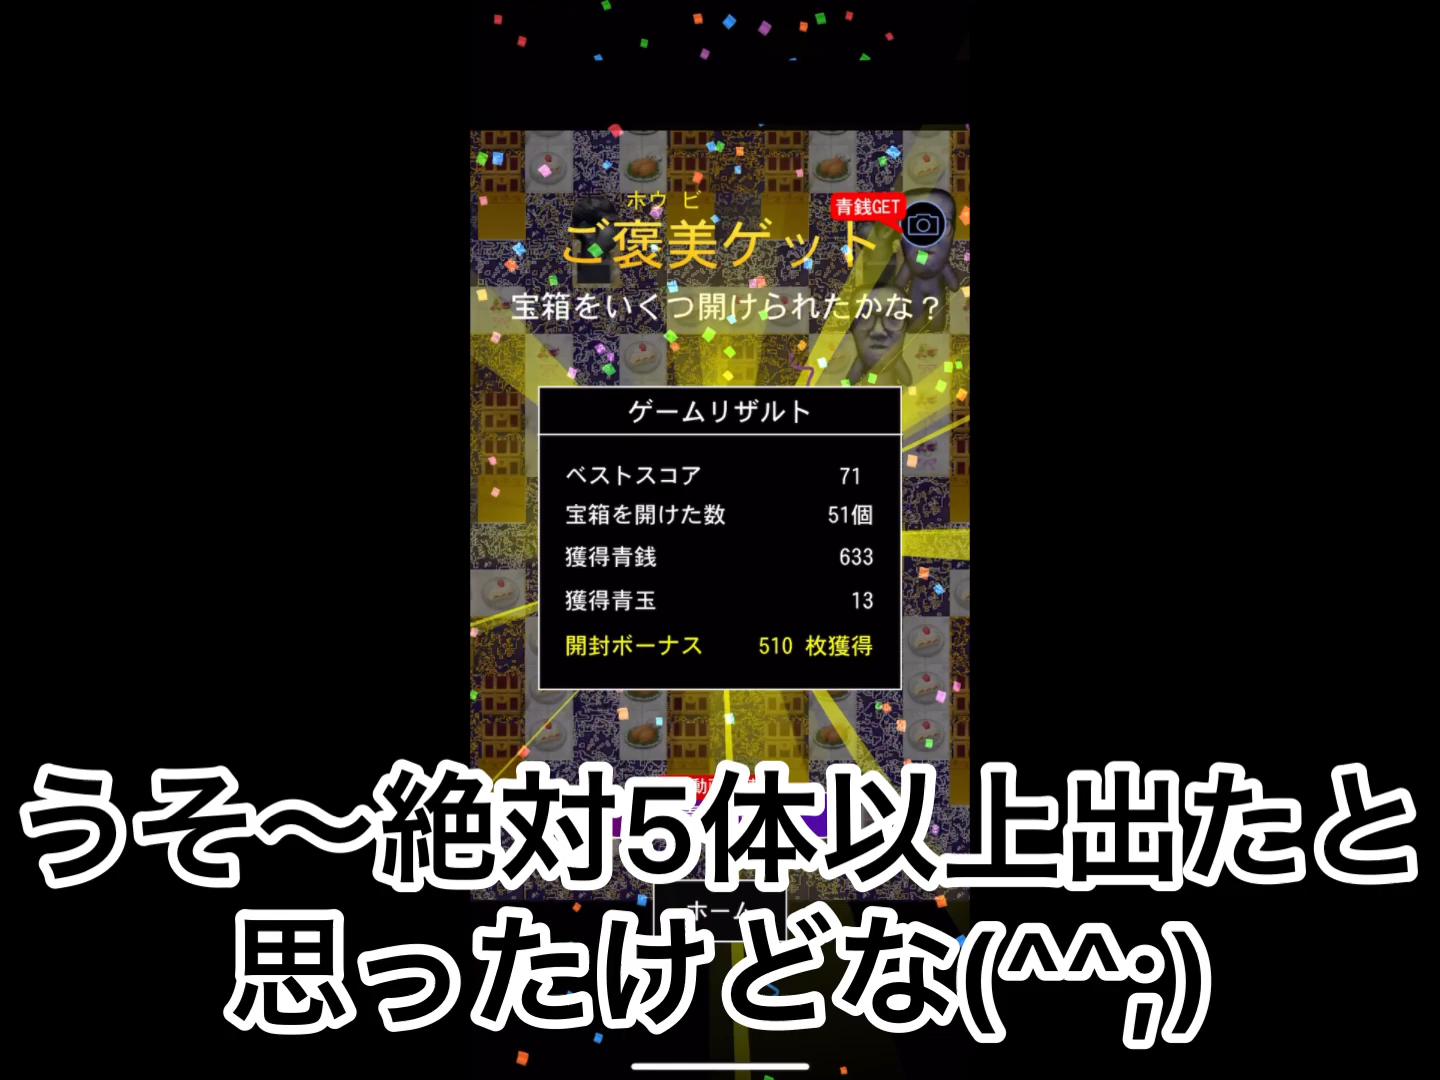 ホウ ビ
青銭GET
ご褒美ゲット
宝箱をいくつ開けられたかな？
ゲームリザルト
ベストスコア 71
宝箱を開けた数 51個
獲得青銭 633
獲得青玉 13
開封ボーナス 510 枚獲得
うそ〜絶対5体以上出たと
ホーム
思ったけどな(^^;)